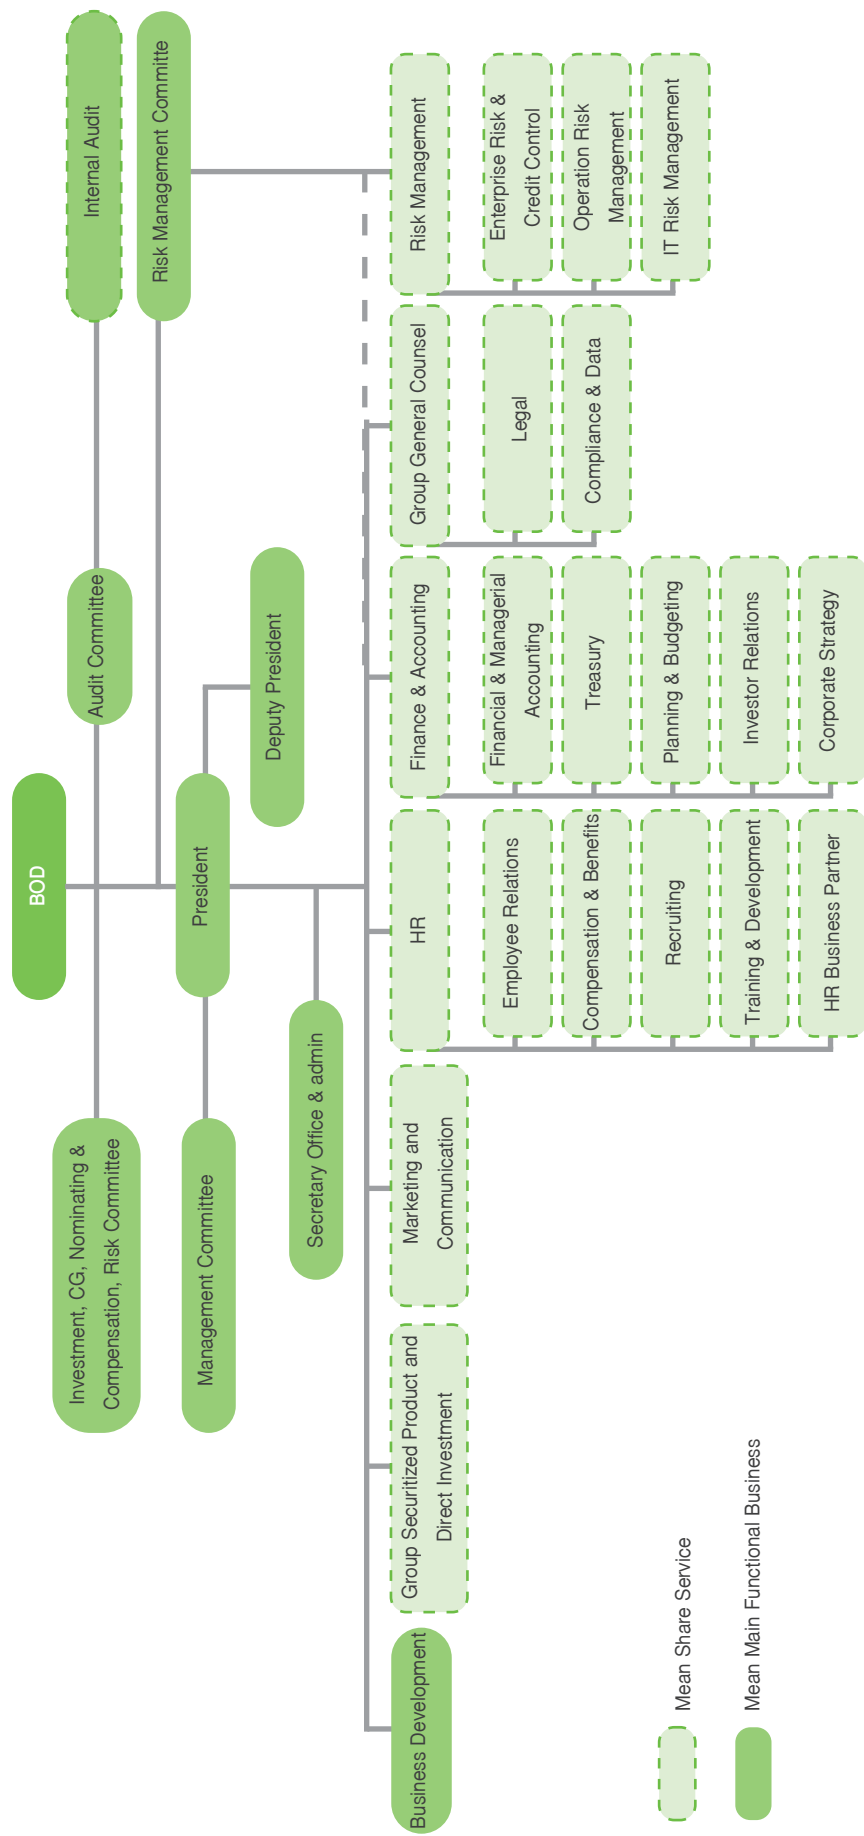 BOD
Investment, CG, Nominating &
Compensation, Risk Committee
Audit Committee
Internal Audit
Risk Management Committe
Management Committee
President
Deputy President
Secretary Office & admin
Business Development
Group Securitized Product and
Direct Investment
Marketing and
Communication
HR
Employee Relations
Compensation & Benefits
Recruiting
Training & Development
HR Business Partner
Finance & Accounting
Financial & Managerial
Accounting
Treasury
Planning & Budgeting
Investor Relations
Corporate Strategy
Group General Counsel
Legal
Compliance & Data
Risk Management
Enterprise Risk &
Credit Control
Operation Risk
Management
IT Risk Management
Mean Share Service
Mean Main Functional Business